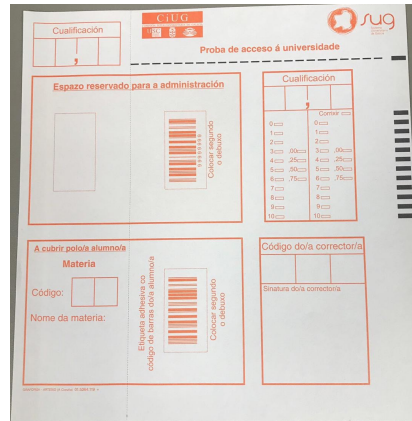 Cualificación
,
CiUG
sug
Proba de acceso á universidade
Espazo reservado para a administración
Colocar segundo
o debuxo
Cualificación
,
Corrixir
0 0
1 1
2 2
3 ,00 3 ,00
4 ,25 4 ,25
5 ,50 5 ,50
6 ,75 6 ,75
7 7
8 8
9 9
10 10
A cubrir polo/a alumno/a
Materia
Código:
Nome da materia:
Etiqueta adhesiva co
código de barras do/a alumno/a
Colocar segundo
o debuxo
Código do/a corrector/a
Sinatura do/a corrector/a